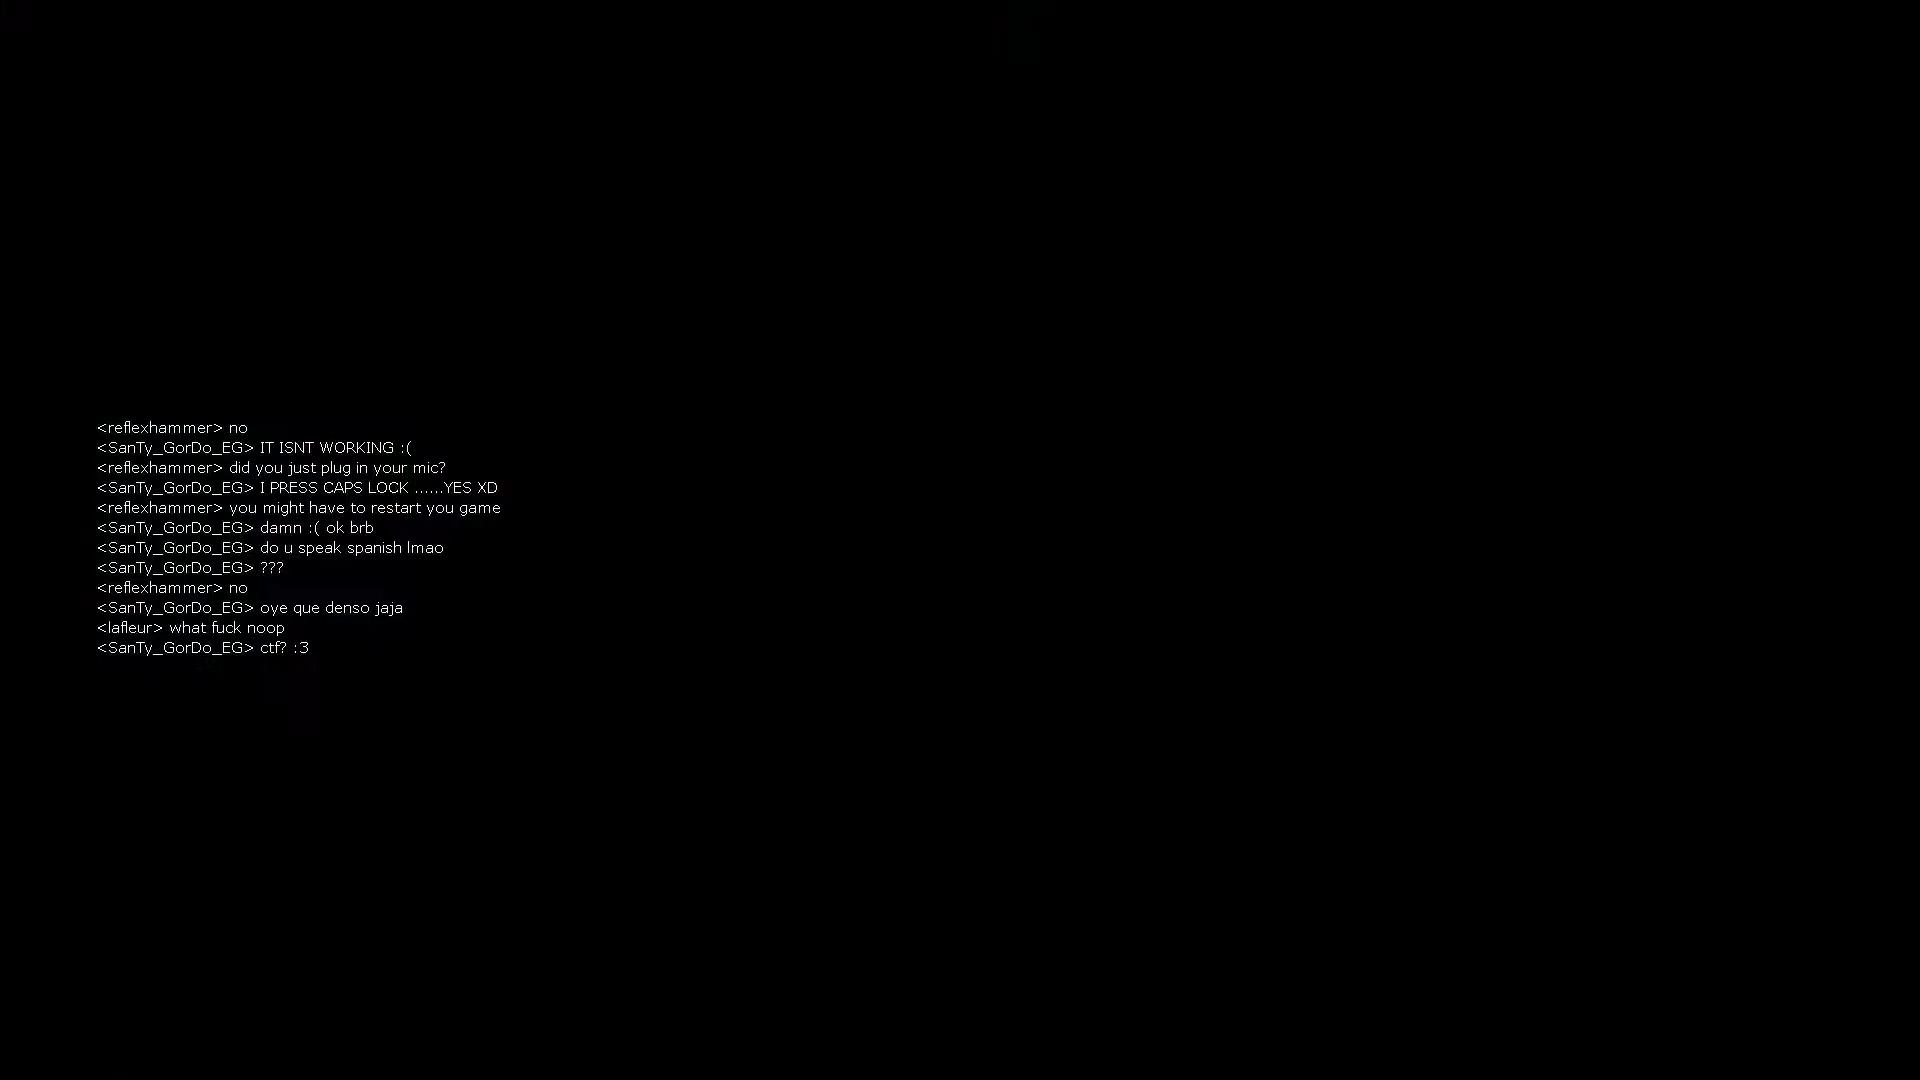 <reflexhammer> no
<SanTy_GorDo_EG> IT ISNT WORKING :(
<reflexhammer> did you just plug in your mic?
<SanTy_GorDo_EG> I PRESS CAPS LOCK ......YES XD
<reflexhammer> you might have to restart you game
<SanTy_GorDo_EG> damn :( ok brb
<SanTy_GorDo_EG> do u speak spanish lmao
<SanTy_GorDo_EG> ???
<reflexhammer> no
<SanTy_GorDo_EG> oye que denso jaja
<lafleur> what fuck noop
<SanTy_GorDo_EG> ctf? :3